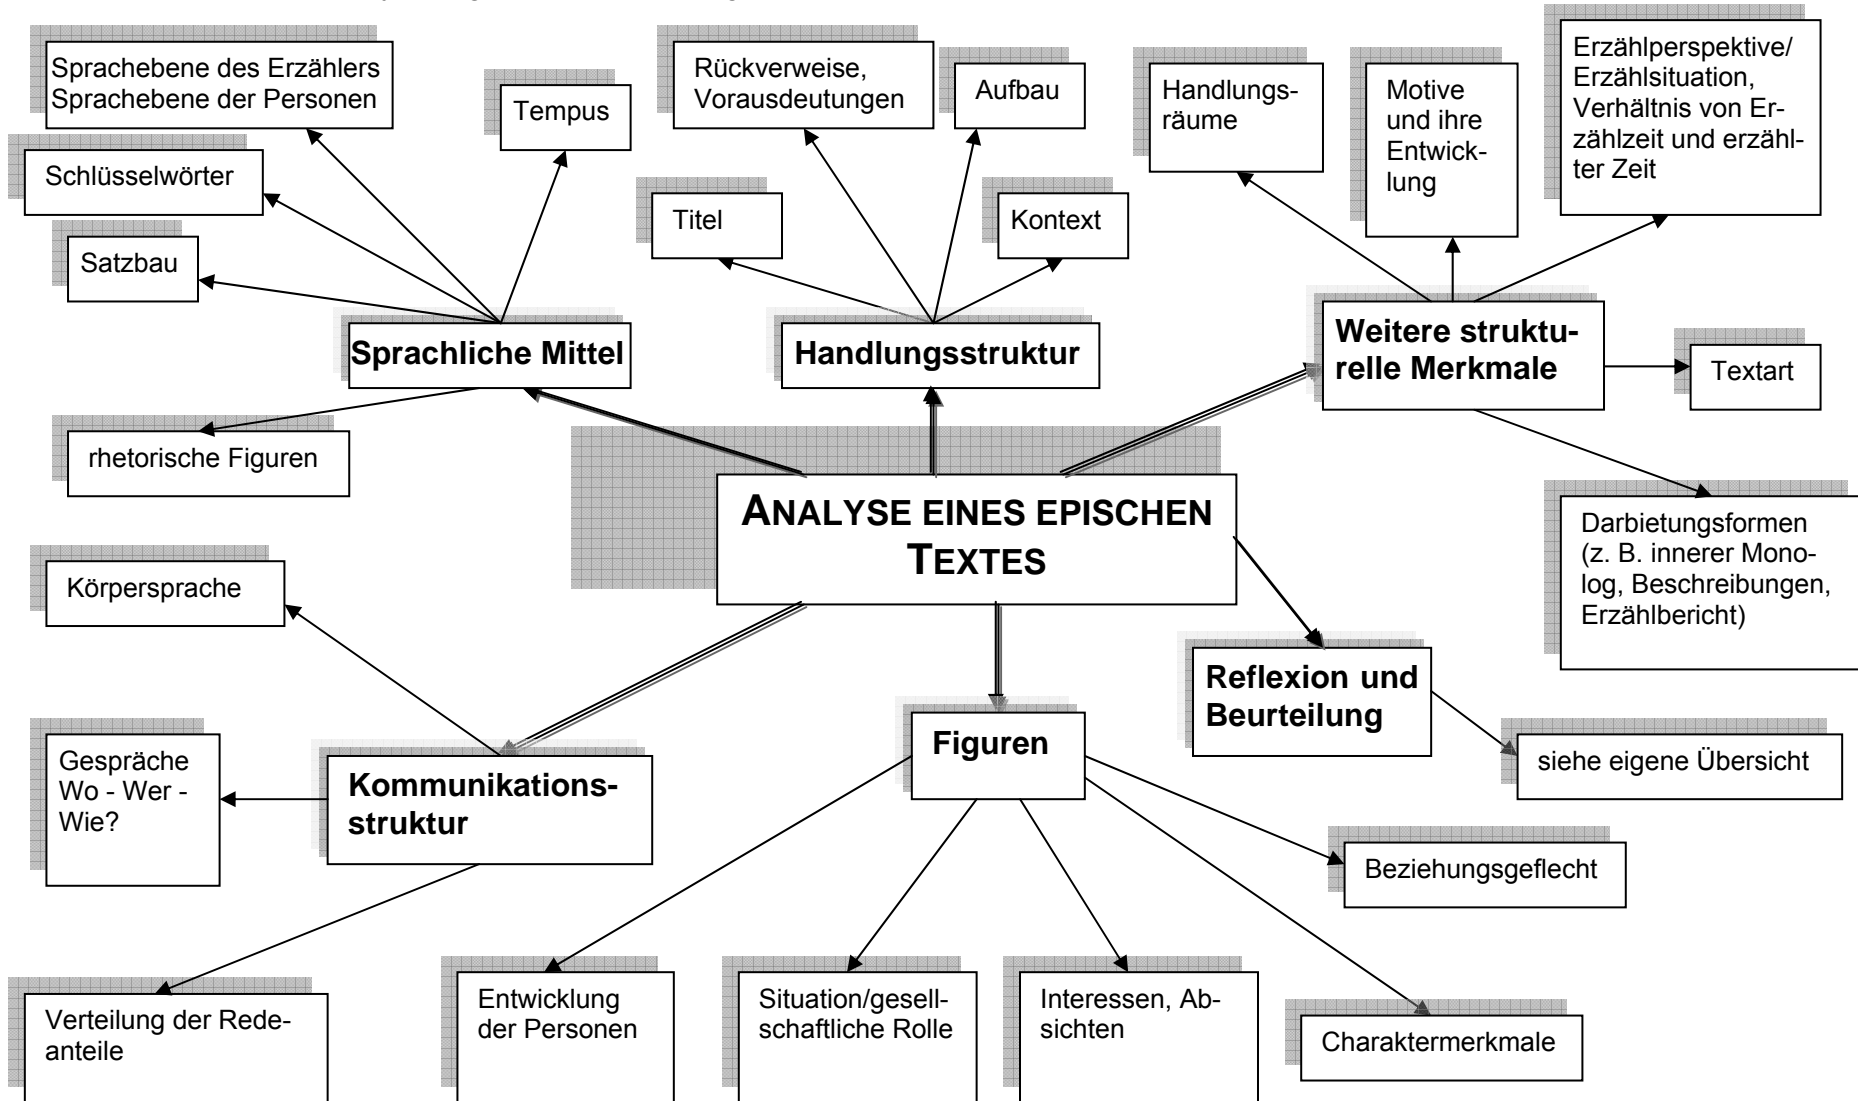 Sprachebene des Erzählers
Sprachebene der Personen
Tempus
Schlüsselwörter
Satzbau
Rückverweise,
Vorausdeutungen
Aufbau
Titel
Kontext
Handlungs-
räume
Motive
und ihre
Entwick-
lung
Erzählperspektive/
Erzählsituation,
Verhältnis von Er-
zählzeit und erzähl-
ter Zeit
Sprachliche Mittel
Handlungsstruktur
Weitere struktu-
relle Merkmale
Textart
rhetorische Figuren
ANALYSE EINES EPISCHEN
TEXTES
Darbietungsformen
(z. B. innerer Mono-
log, Beschreibungen,
Erzählbericht)
Körpersprache
Gespräche
Wo - Wer -
Wie?
Kommunikations-
struktur
Figuren
Reflexion und
Beurteilung
siehe eigene Übersicht
Beziehungsgeflecht
Verteilung der Rede-
anteile
Entwicklung
der Personen
Situation/gesell-
schaftliche Rolle
Interessen, Ab-
sichten
Charaktermerkmale